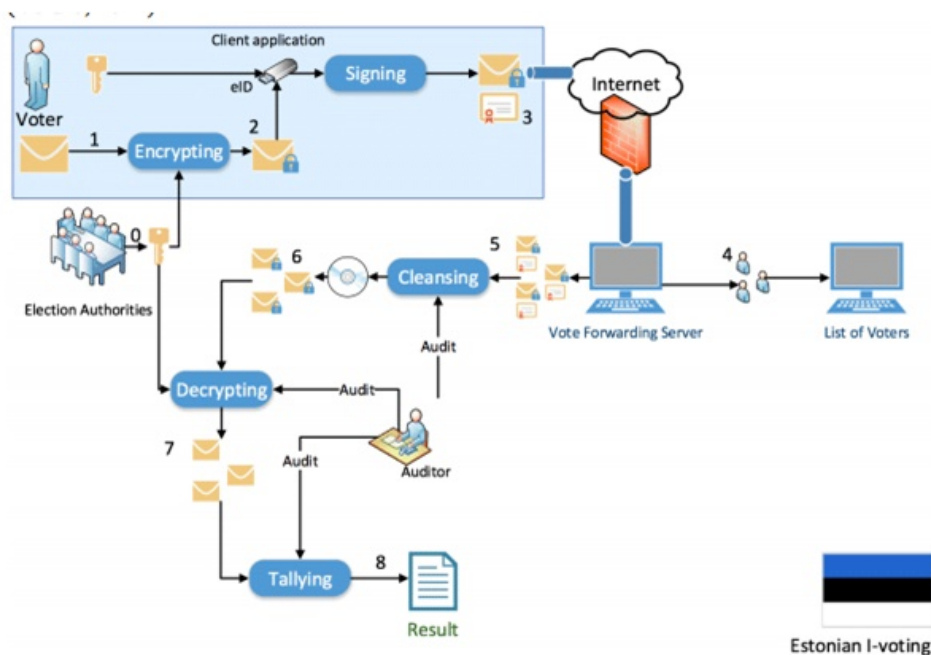 Client application
Signing
eID
Internet
Voter
1
2
3
Encrypting
0
Election Authorities
6
5
4
Cleansing
Vote Forwarding Server
List of Voters
Audit
Decrypting
Audit
7
Audit
Auditor
Tallying
8
Result
Estonian I-voting